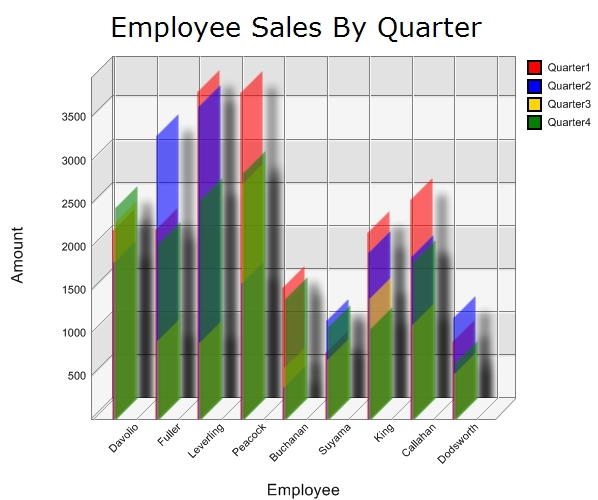 Employee Sales By Quarter
Quarter1
Quarter2
Quarter3
Quarter4
Amount
3500
3000
2500
2000
1500
1000
500
Davolio
Fuller
Leverling
Peacock
Buchanan
Suyama
King
Callahan
Dodsworth
Employee